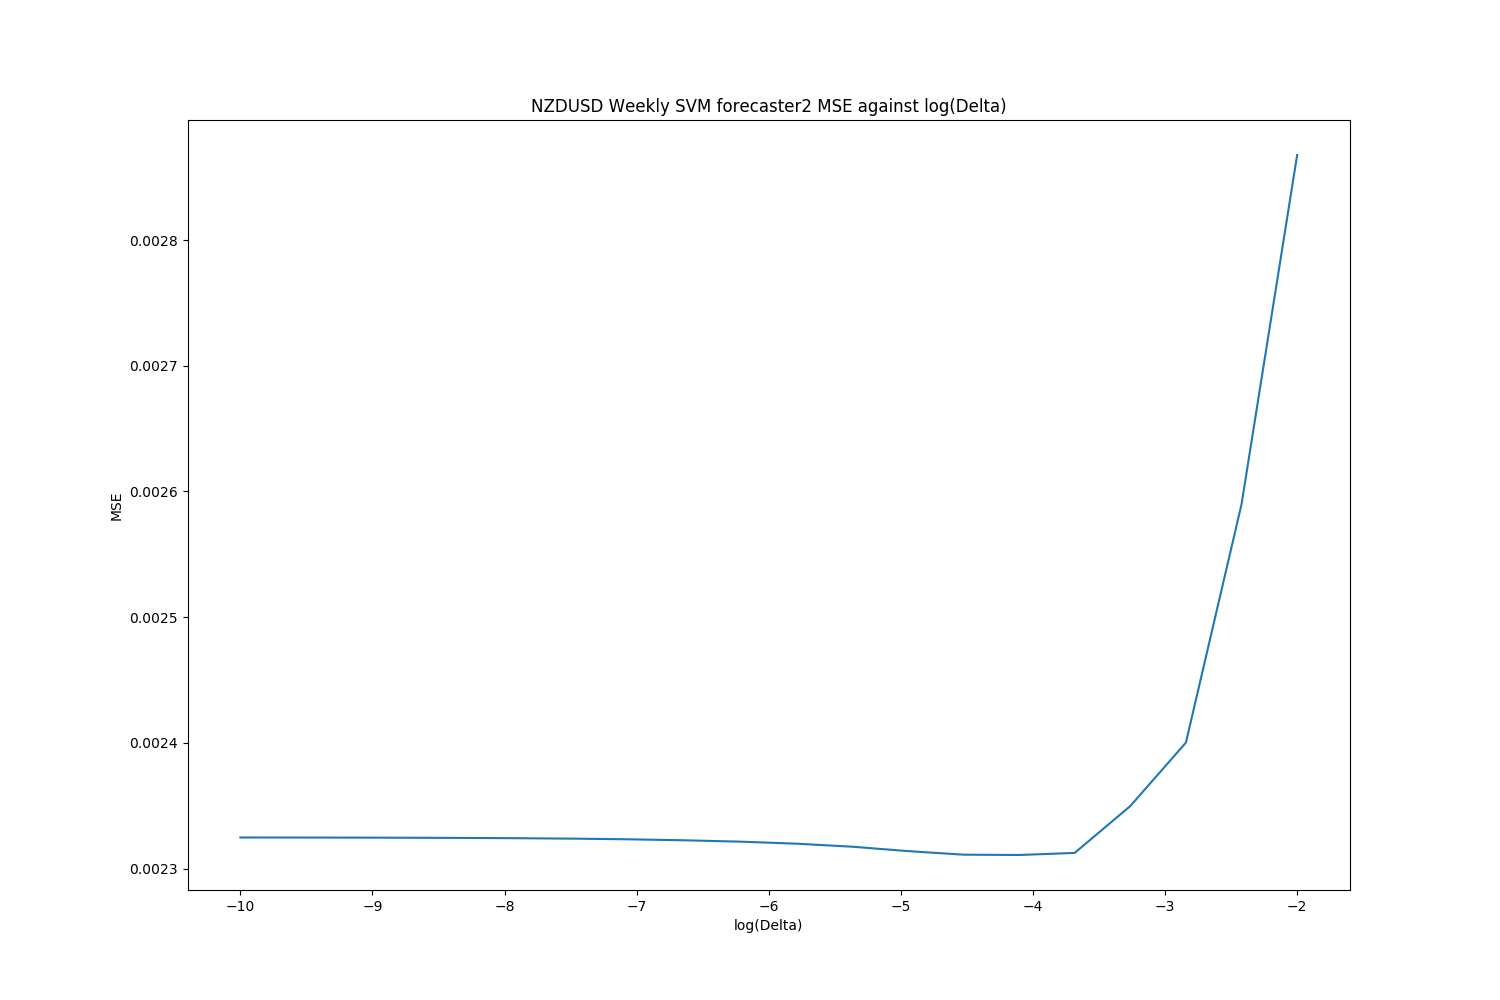 NZDUSD Weekly SVM forecaster2 MSE against log(Delta)
0.0028
0.0027
0.0026
0.0025
0.0024
0.0023
MSE
−10 −9 −8 −7 −6 −5 −4 −3 −2
log(Delta)